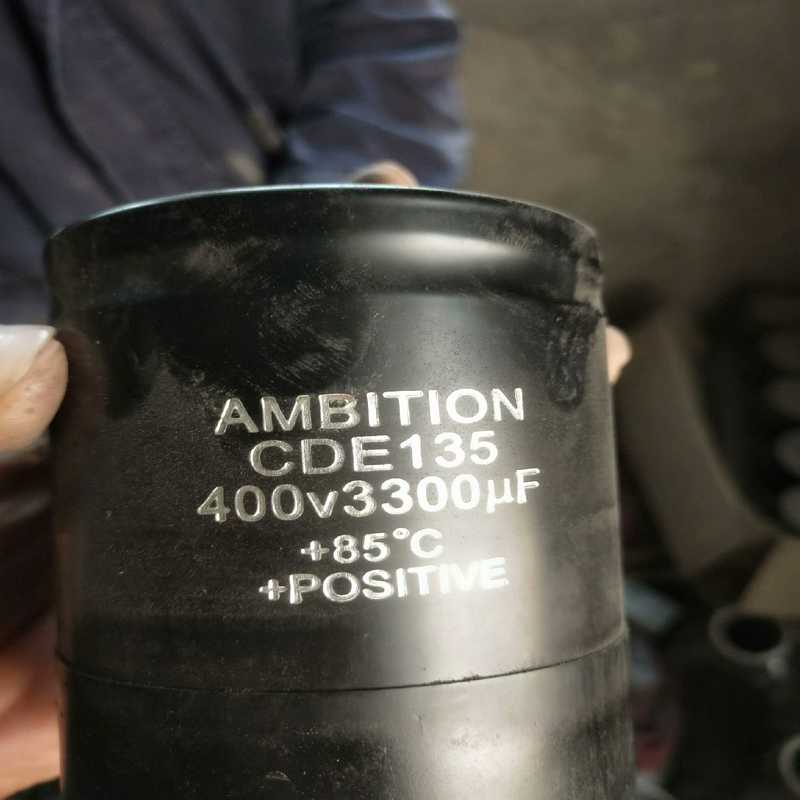 AMBITION
CDE135
400v3300μF
+85°C
+POSITIVE